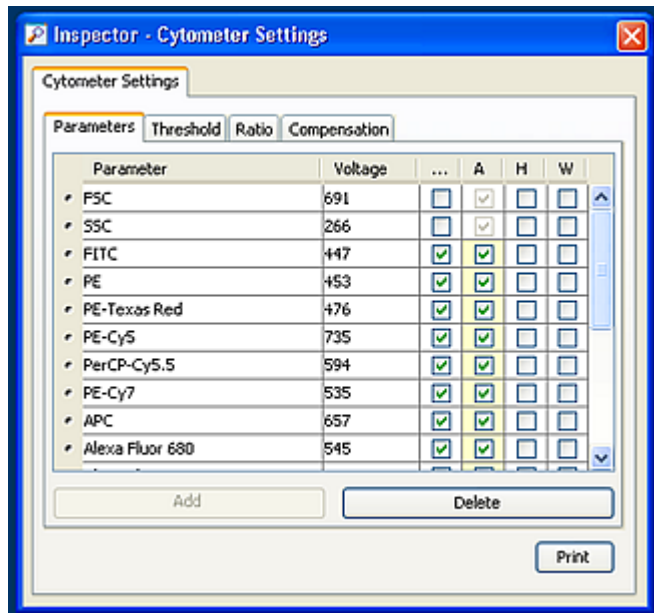 Inspector - Cytometer Settings
Cytometer Settings
Parameters Threshold Ratio Compensation
Parameter Voltage ... A H W
FSC 691
SSC 266
FITC 447
PE 453
PE-Texas Red 476
PE-Cy5 735
PerCP-Cy5.5 594
PE-Cy7 535
APC 657
Alexa Fluor 680 545
Add Delete
Print